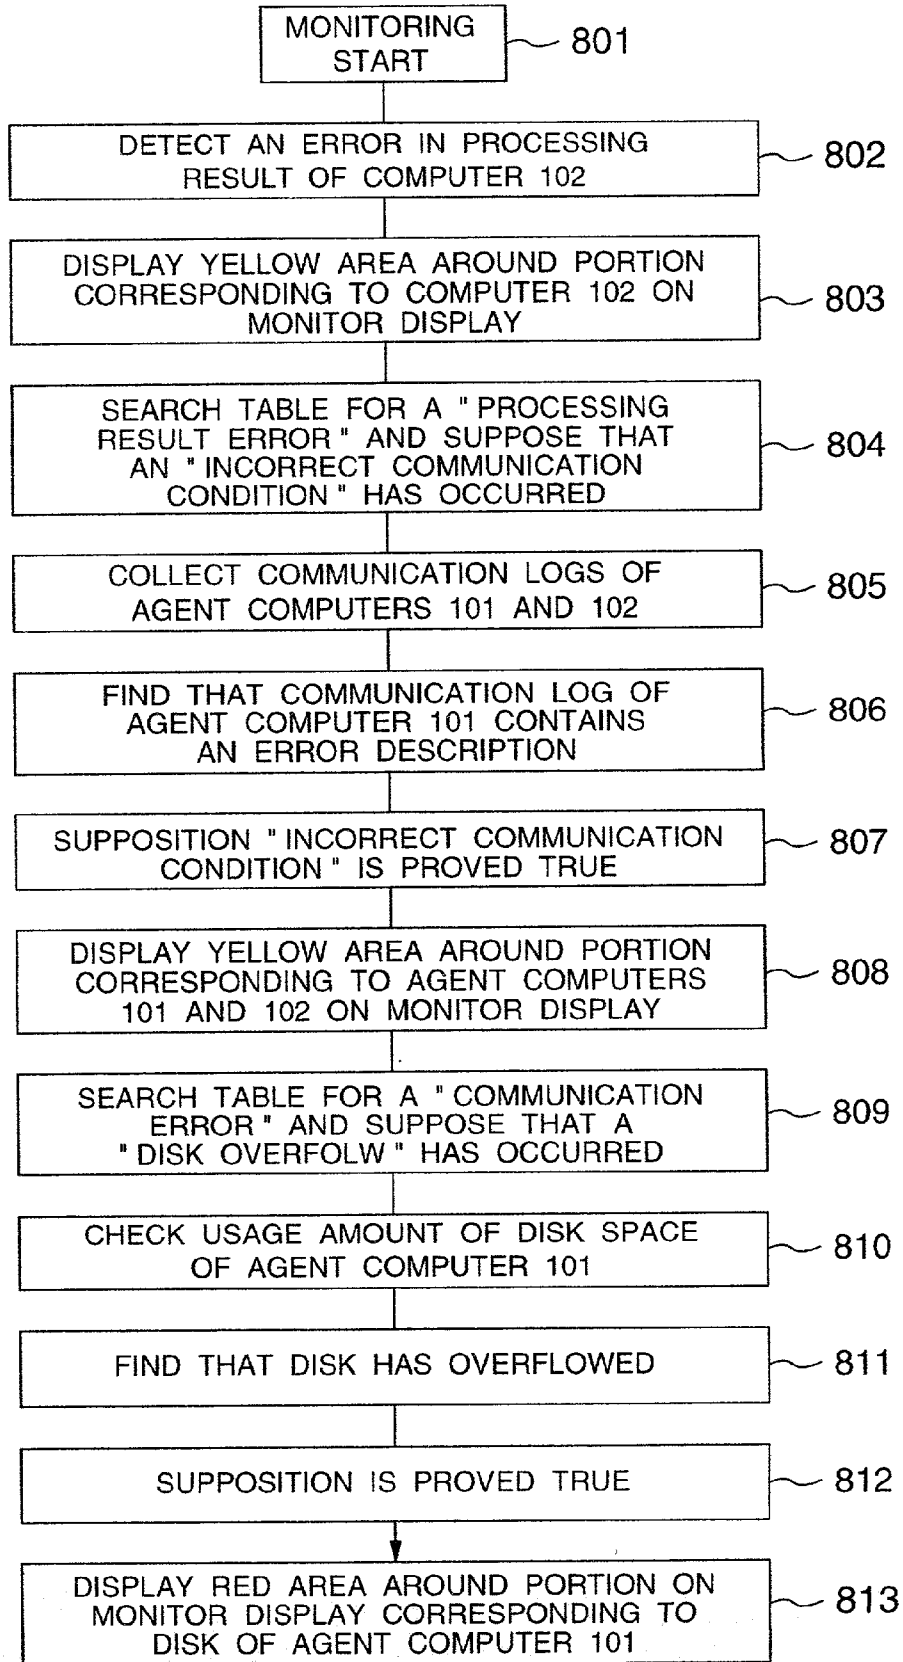 MONITORING
START
801
DETECT AN ERROR IN PROCESSING
RESULT OF COMPUTER 102
802
DISPLAY YELLOW AREA AROUND PORTION
CORRESPONDING TO COMPUTER 102 ON
MONITOR DISPLAY
803
SEARCH TABLE FOR A "PROCESSING
RESULT ERROR" AND SUPPOSE THAT
AN "INCORRECT COMMUNICATION
CONDITION" HAS OCCURRED
804
COLLECT COMMUNICATION LOGS OF
AGENT COMPUTERS 101 AND 102
805
FIND THAT COMMUNICATION LOG OF
AGENT COMPUTER 101 CONTAINS
AN ERROR DESCRIPTION
806
SUPPOSITION "INCORRECT COMMUNICATION
CONDITION" IS PROVED TRUE
807
DISPLAY YELLOW AREA AROUND PORTION
CORRESPONDING TO AGENT COMPUTERS
101 AND 102 ON MONITOR DISPLAY
808
SEARCH TABLE FOR A "COMMUNICATION
ERROR" AND SUPPOSE THAT A
"DISK OVERFOLW" HAS OCCURRED
809
CHECK USAGE AMOUNT OF DISK SPACE
OF AGENT COMPUTER 101
810
FIND THAT DISK HAS OVERFLOWED
811
SUPPOSITION IS PROVED TRUE
812
DISPLAY RED AREA AROUND PORTION ON
MONITOR DISPLAY CORRESPONDING TO
DISK OF AGENT COMPUTER 101
813